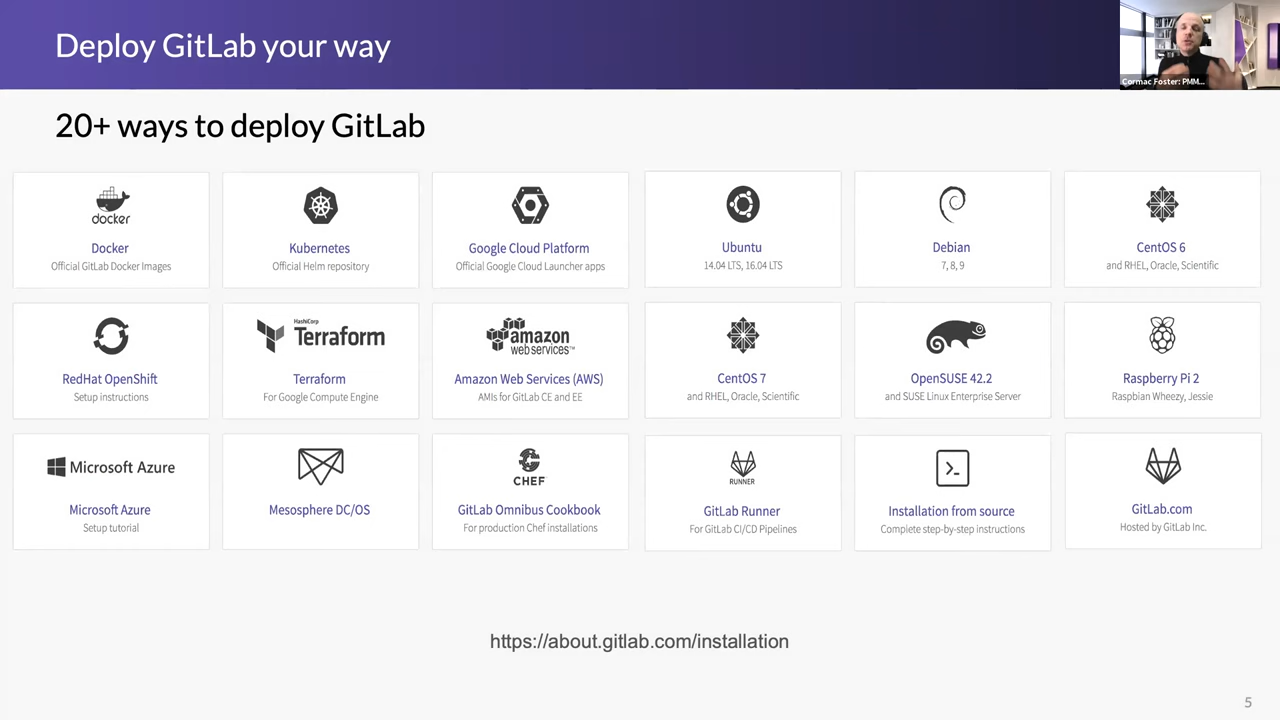 Deploy GitLab your way
Cormac Foster: PMM...
20+ ways to deploy GitLab
docker
Docker
Official GitLab Docker Images
Kubernetes
Official Helm repository
Google Cloud Platform
Official Google Cloud Launcher apps
Ubuntu
14.04 LTS, 16.04 LTS
Debian
7, 8, 9
CentOS 6
and RHEL, Oracle, Scientific
RedHat OpenShift
Setup instructions
HashiCorp
Terraform
Terraform
For Google Compute Engine
amazon
web services™
Amazon Web Services (AWS)
AMIs for GitLab CE and EE
CentOS 7
and RHEL, Oracle, Scientific
OpenSUSE 42.2
and SUSE Linux Enterprise Server
Raspberry Pi 2
Raspbian Wheezy, Jessie
Microsoft Azure
Microsoft Azure
Setup tutorial
Mesosphere DC/OS
CHEF
GitLab Omnibus Cookbook
For production Chef installations
RUNNER
GitLab Runner
For GitLab CI/CD Pipelines
Installation from source
Complete step-by-step instructions
GitLab.com
Hosted by GitLab Inc.
https://about.gitlab.com/installation
5